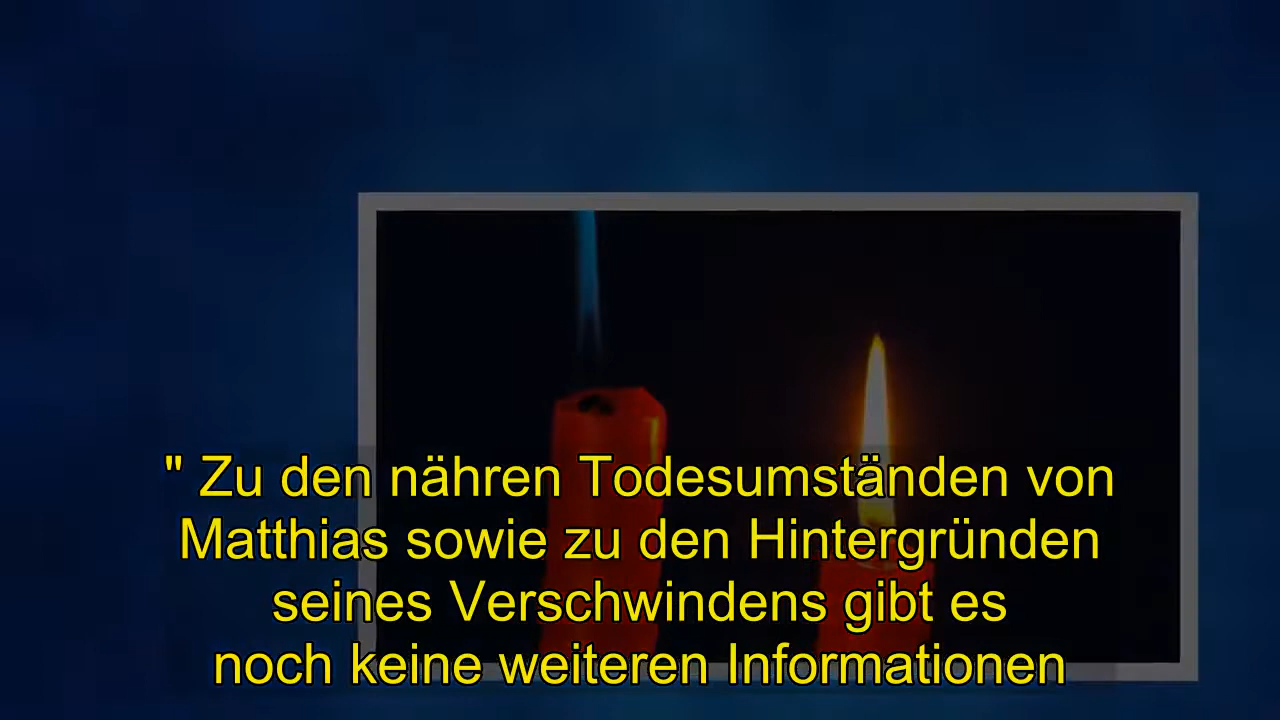 " Zu den nähren Todesumständen von
Matthias sowie zu den Hintergründen
seines Verschwindens gibt es
noch keine weiteren Informationen